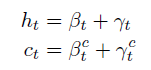 h_t = β_t + γ_t
c_t = β_t^c + γ_t^c